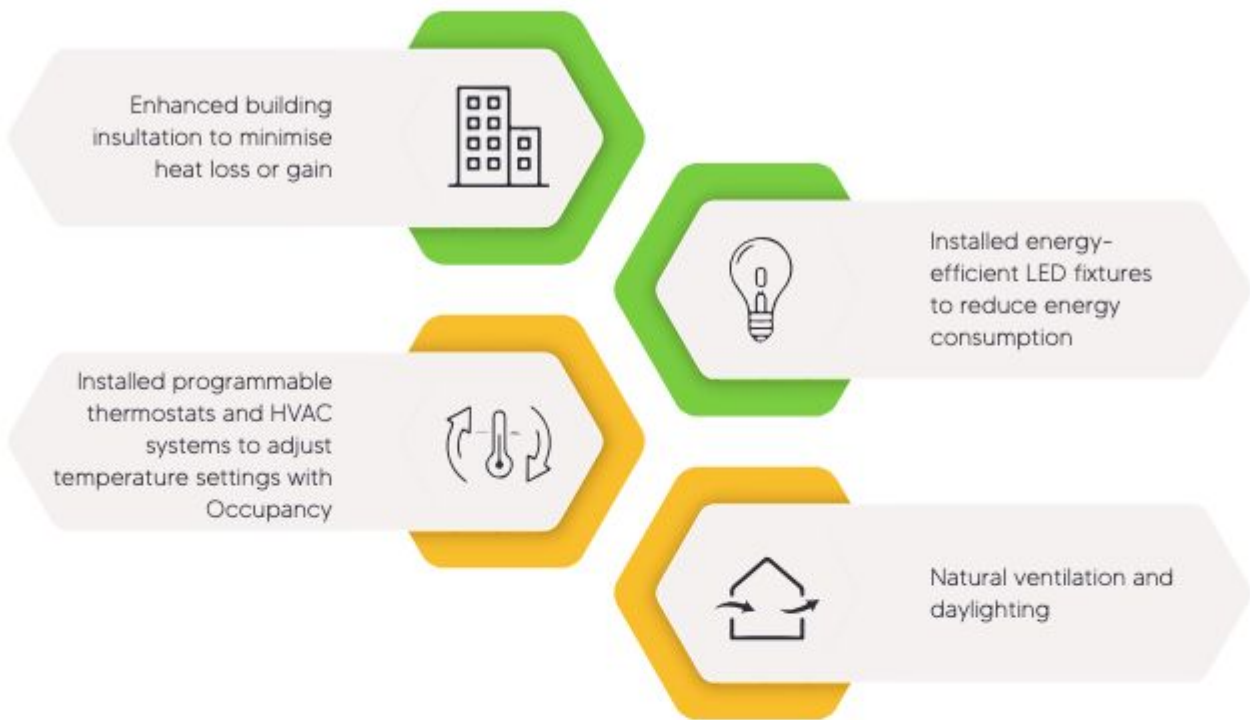 Enhanced building
insultation to minimise
heat loss or gain
Installed energy-
efficient LED fixtures
to reduce energy
consumption
Installed programmable
thermostats and HVAC
systems to adjust
temperature settings with
Occupancy
Natural ventilation and
daylighting